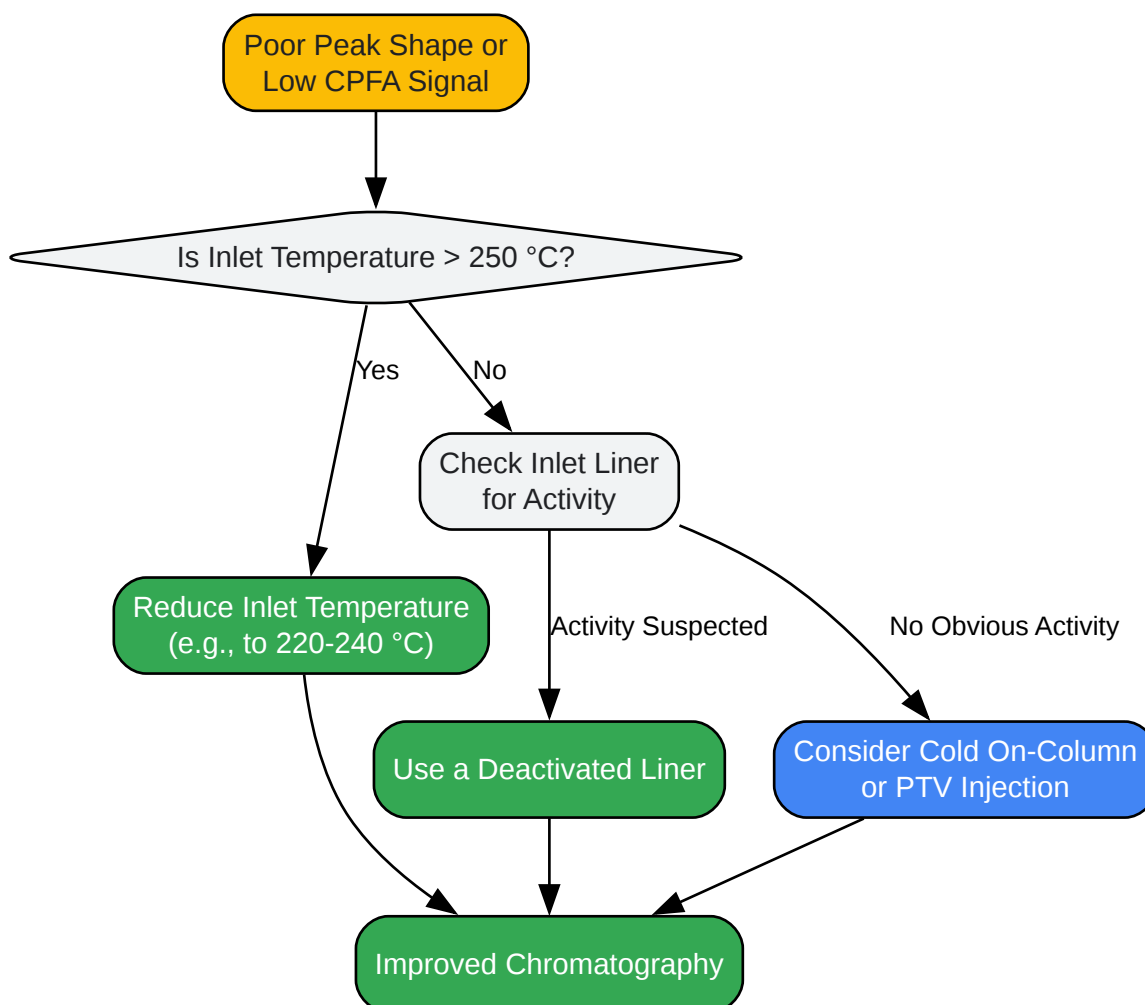 Poor Peak Shape or
Low CPFA Signal
Is Inlet Temperature > 250 °C?
Yes
No
Check Inlet Liner
for Activity
Reduce Inlet Temperature
(e.g., to 220-240 °C)
Activity Suspected
No Obvious Activity
Use a Deactivated Liner
Consider Cold On-Column
or PTV Injection
Improved Chromatography